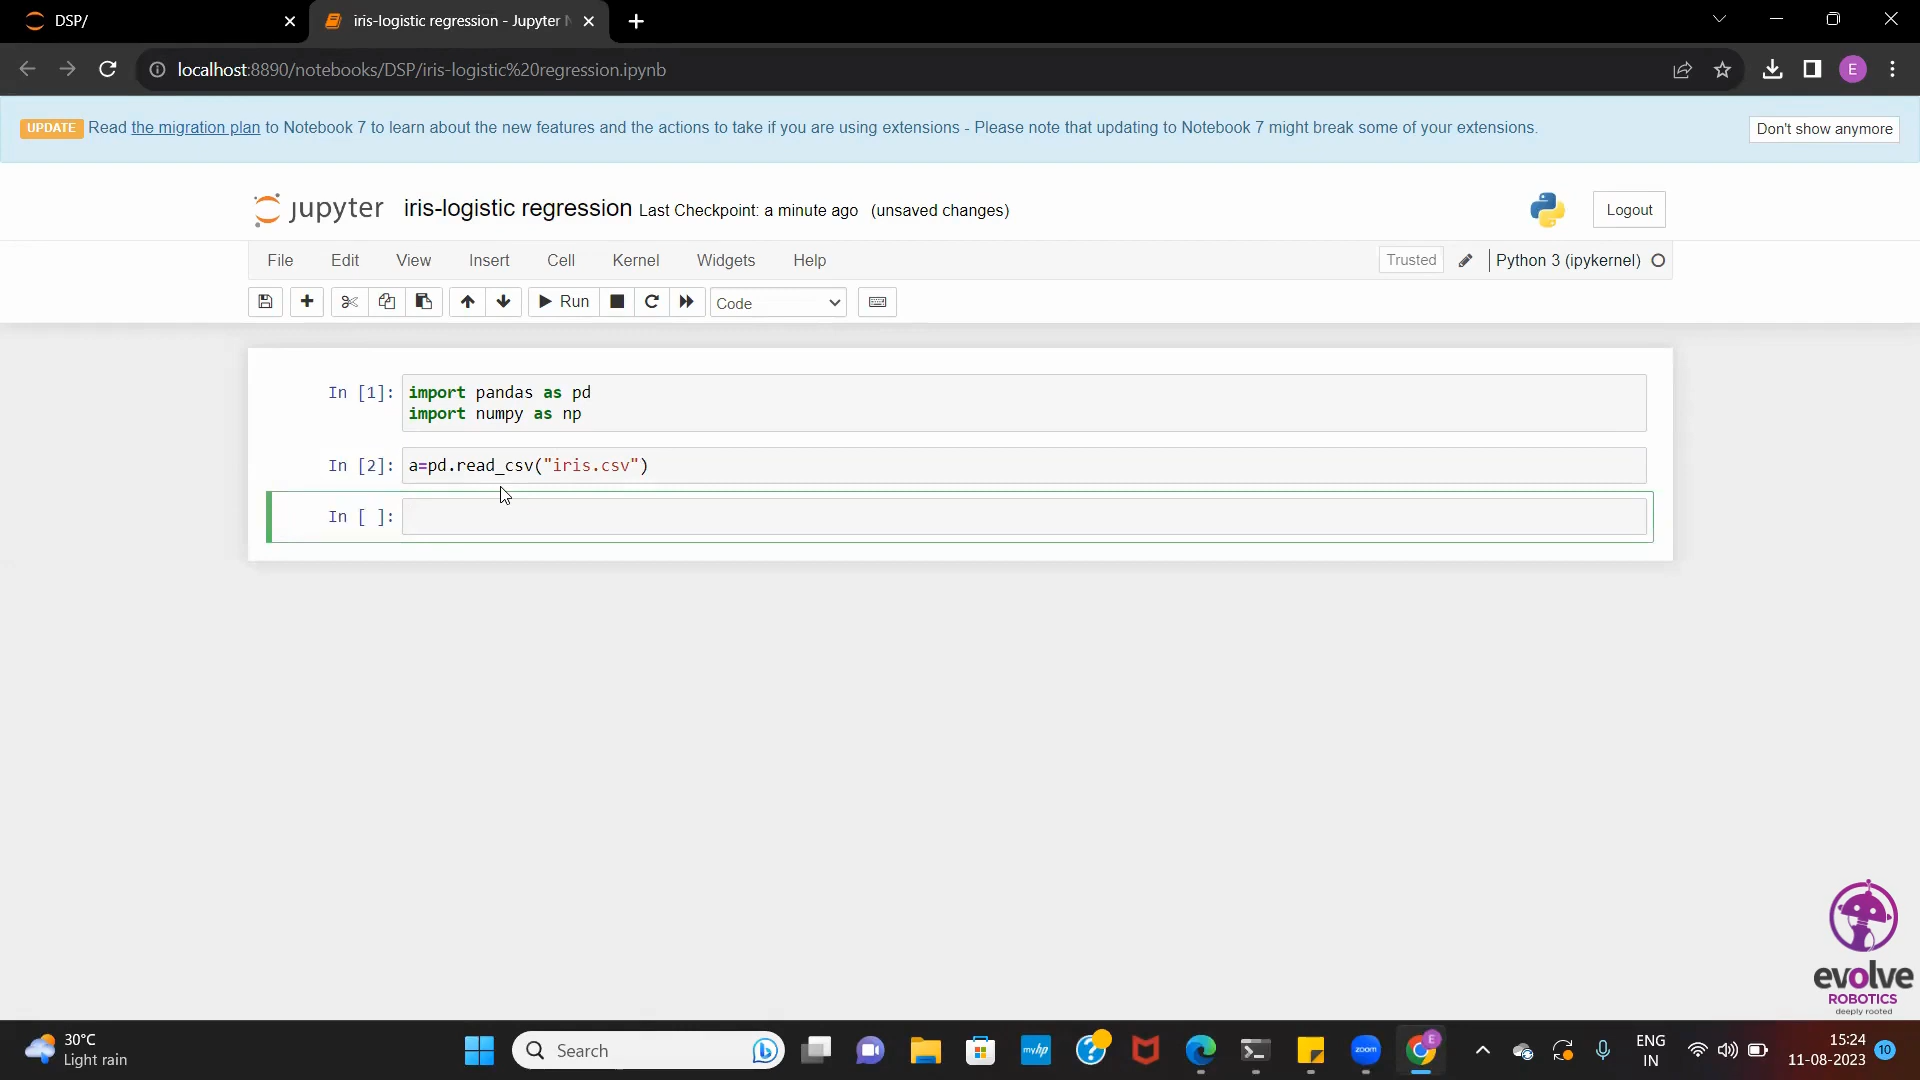 DSP/
iris-logistic regression - Jupyter N
localhost:8890/notebooks/DSP/iris-logistic%20regression.ipynb
E
UPDATE Read the migration plan to Notebook 7 to learn about the new features and the actions to take if you are using extensions - Please note that updating to Notebook 7 might break some of your extensions.
Don't show anymore
jupyter iris-logistic regression Last Checkpoint: a minute ago (unsaved changes)
Logout
File Edit View Insert Cell Kernel Widgets Help
Trusted Python 3 (ipykernel)
Run Code
In [1]: import pandas as pd
import numpy as np
In [2]: a=pd.read_csv("iris.csv")
In [ ]:
evolve
ROBOTICS
deeply rooted
30°C
Light rain
Search
myhp
zoom
E
ENG
IN
15:24
11-08-2023
10